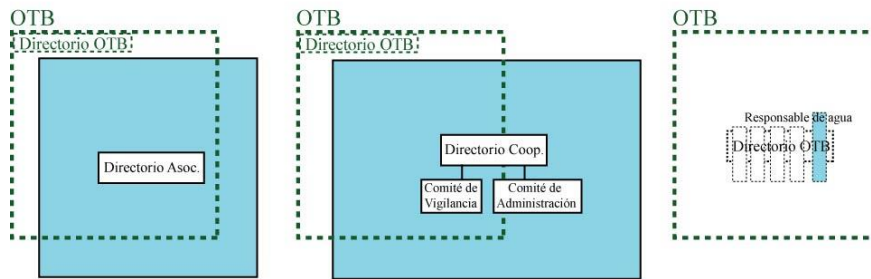 OTB
Directorio OTB
Directorio Asoc.
OTB
Directorio OTB
Directorio Coop.
Comité de
Vigilancia
Comité de
Administración
OTB
Responsable de agua
Directorio OTB